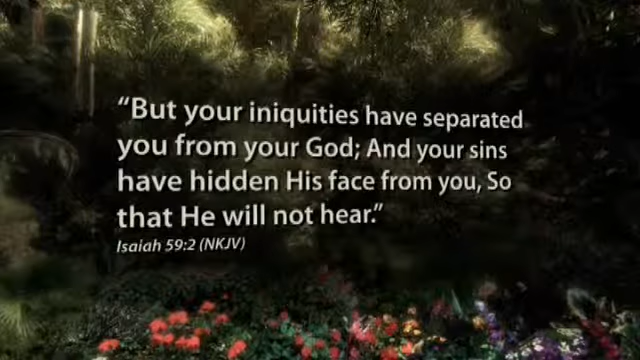 “But your iniquities have separated
you from your God; And your sins
have hidden His face from you, So
that He will not hear.”
Isaiah 59:2 (NKJV)